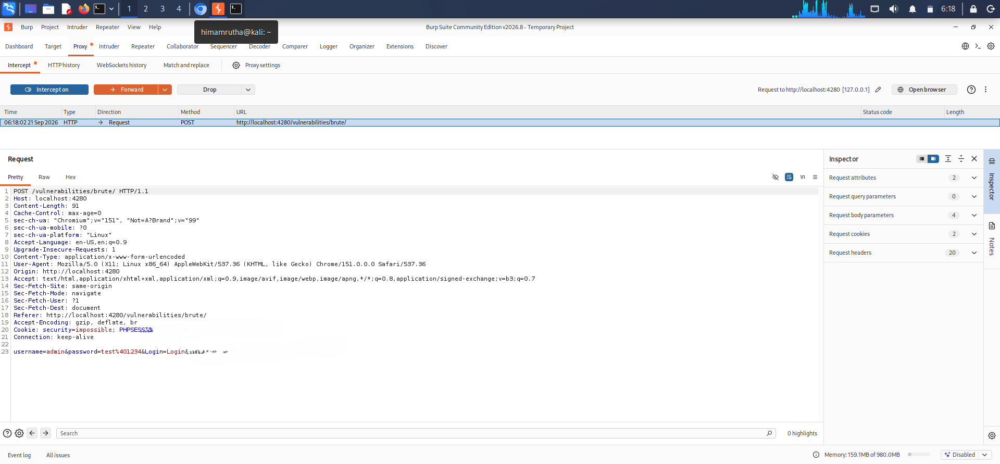 1 2 3 4 6:18
Burp Project Intruder Repeater View Help Burp Suite Community Edition v2026.8 - Temporary Project
himamrutha@kali: ~
Dashboard Target Proxy Intruder Repeater Collaborator Sequencer Decoder Comparer Logger Organizer Extensions Discover
Intercept HTTP history WebSockets history Match and replace Proxy settings
Intercept on Forward Drop Request to http://localhost:4280 [127.0.0.1] Open browser
Time Type Direction Method URL Status code Length
06:18:02 21 Sep 2026 HTTP Request POST http://localhost:4280/vulnerabilities/brute/
Request
Pretty Raw Hex \n
1 POST /vulnerabilities/brute/ HTTP/1.1
2 Host: localhost:4280
3 Content-Length: 91
4 Cache-Control: max-age=0
5 sec-ch-ua: "Chromium";v="151", "Not=A?Brand";v="99"
6 sec-ch-ua-mobile: ?0
7 sec-ch-ua-platform: "Linux"
8 Accept-Language: en-US,en;q=0.9
9 Upgrade-Insecure-Requests: 1
10 Content-Type: application/x-www-form-urlencoded
11 User-Agent: Mozilla/5.0 (X11; Linux x86_64) AppleWebKit/537.36 (KHTML, like Gecko) Chrome/151.0.0.0 Safari/537.36
12 Origin: http://localhost:4280
13 Accept: text/html,application/xhtml+xml,application/xml;q=0.9,image/avif,image/webp,image/apng,*/*;q=0.8,application/signed-exchange;v=b3;q=0.7
14 Sec-Fetch-Site: same-origin
15 Sec-Fetch-Mode: navigate
16 Sec-Fetch-User: ?1
17 Sec-Fetch-Dest: document
18 Referer: http://localhost:4280/vulnerabilities/brute/
19 Accept-Encoding: gzip, deflate, br
20 Cookie: security=impossible;
21 Connection: keep-alive
22
23 username=admin&password=test%401234&Login=Login&
Inspector
Request attributes 2
Request query parameters 0
Request body parameters 4
Request cookies 2
Request headers 20
Inspector
Notes
Search 0 highlights
Event log All issues Memory: 159.1MB of 980.0MB Disabled